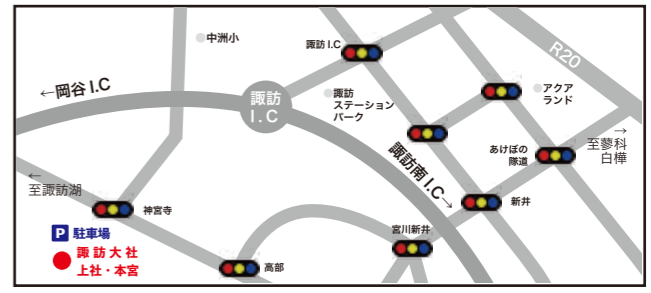 中洲小
諏訪 I.C
R20
←岡谷 I.C
諏訪
I.C
諏訪
ステーション
パーク
アクア
ランド
あけぼの
隧道
→
至蓼科
白樺
諏訪南 I.C→
←
至諏訪湖
神宮寺
新井
宮川新井
P 駐車場
諏訪大社
上社・本宮
高部